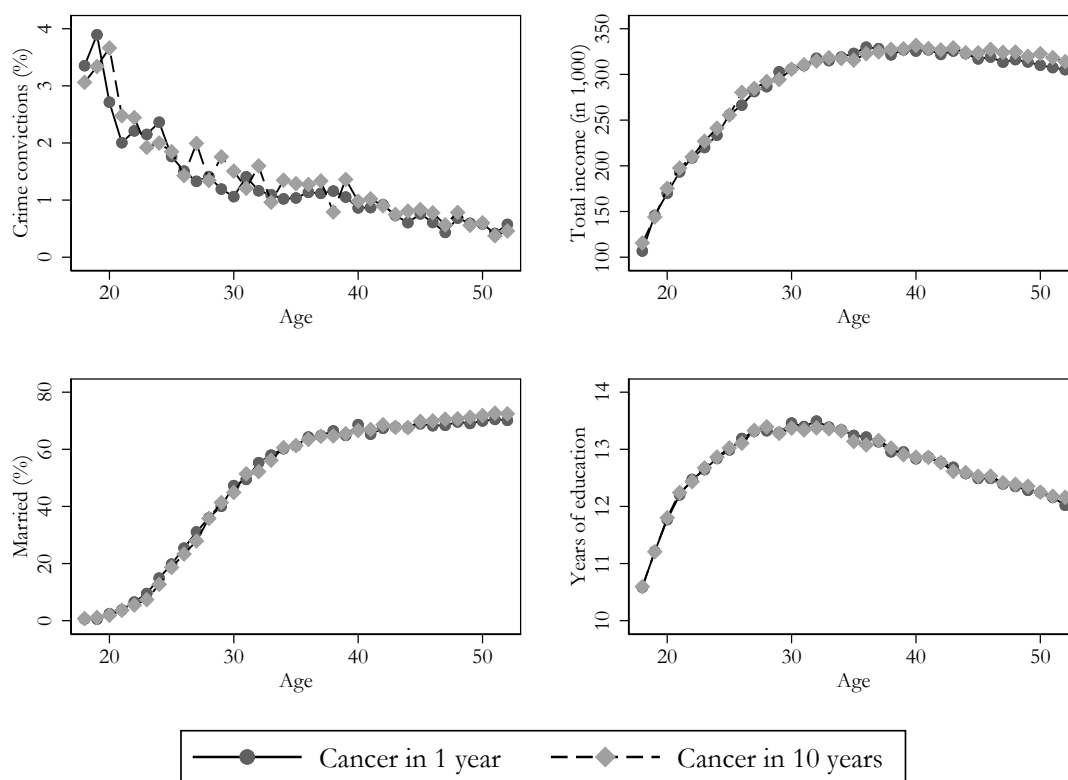 Crime convictions (%)
4
3
2
1
0
20 30 40 50
Age
Total income (in 1,000)
350
300
250
200
150
100
20 30 40 50
Age
Married (%)
80
60
40
20
0
20 30 40 50
Age
Years of education
14
13
12
11
10
20 30 40 50
Age
Cancer in 1 year Cancer in 10 years